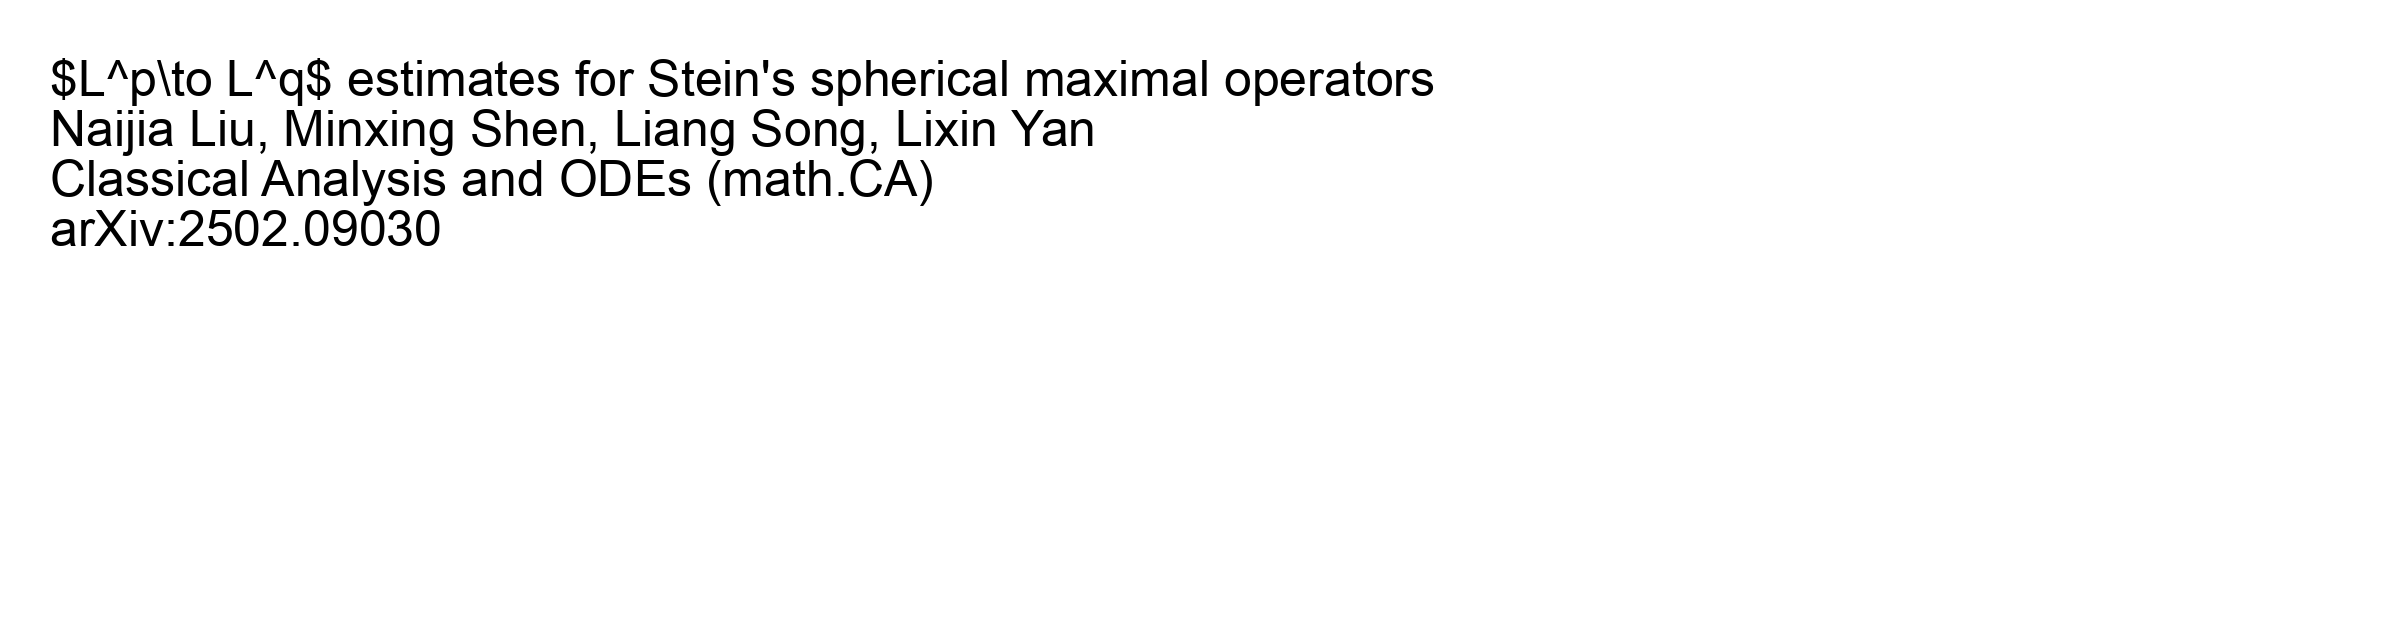 $L^p\to L^q$ estimates for Stein's spherical maximal operators
Naijia Liu, Minxing Shen, Liang Song, Lixin Yan
Classical Analysis and ODEs (math.CA)
arXiv:2502.09030